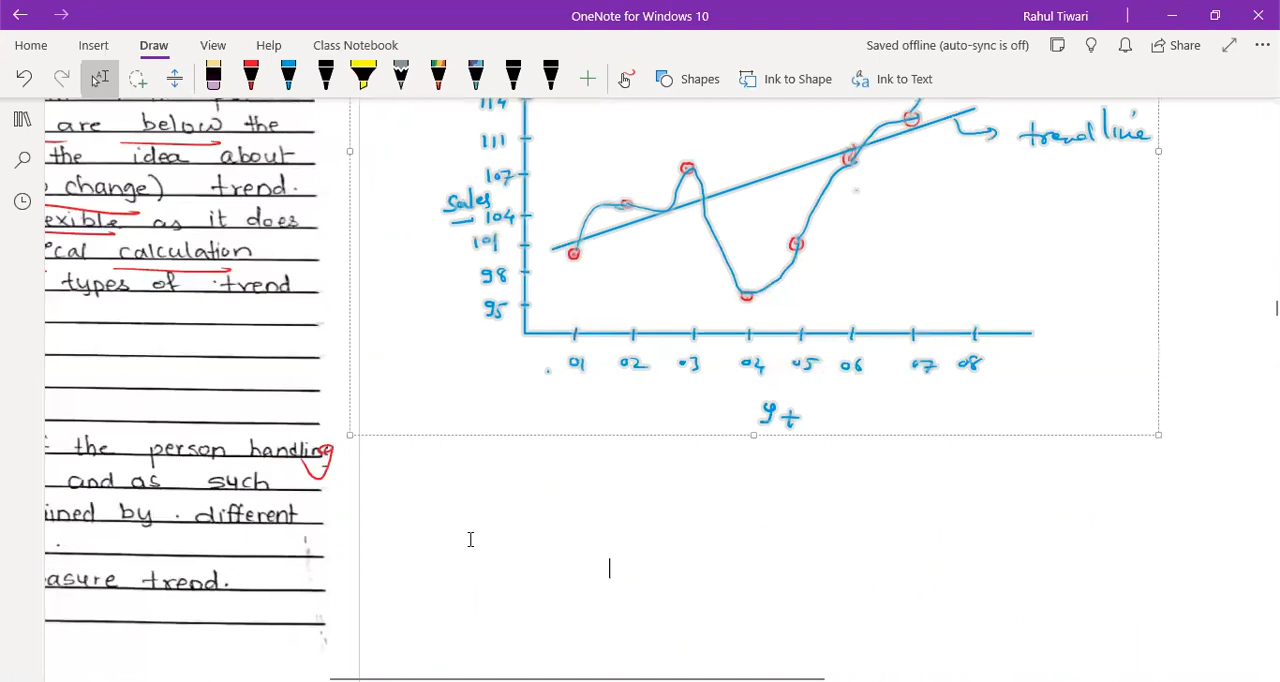 OneNote for Windows 10
Rahul Tiwari
Home Insert Draw View Help Class Notebook
Saved offline (auto-sync is off)
Share
Shapes
Ink to Shape
Ink to Text
are below the
the idea about
change) trend.
exible as it does
cal calculation
types of trend
the person handling
and as such
ined by different
asure trend.
114
111
107
Sales
104
101
98
95
trend line
01 02 03 04 05 06 07 08